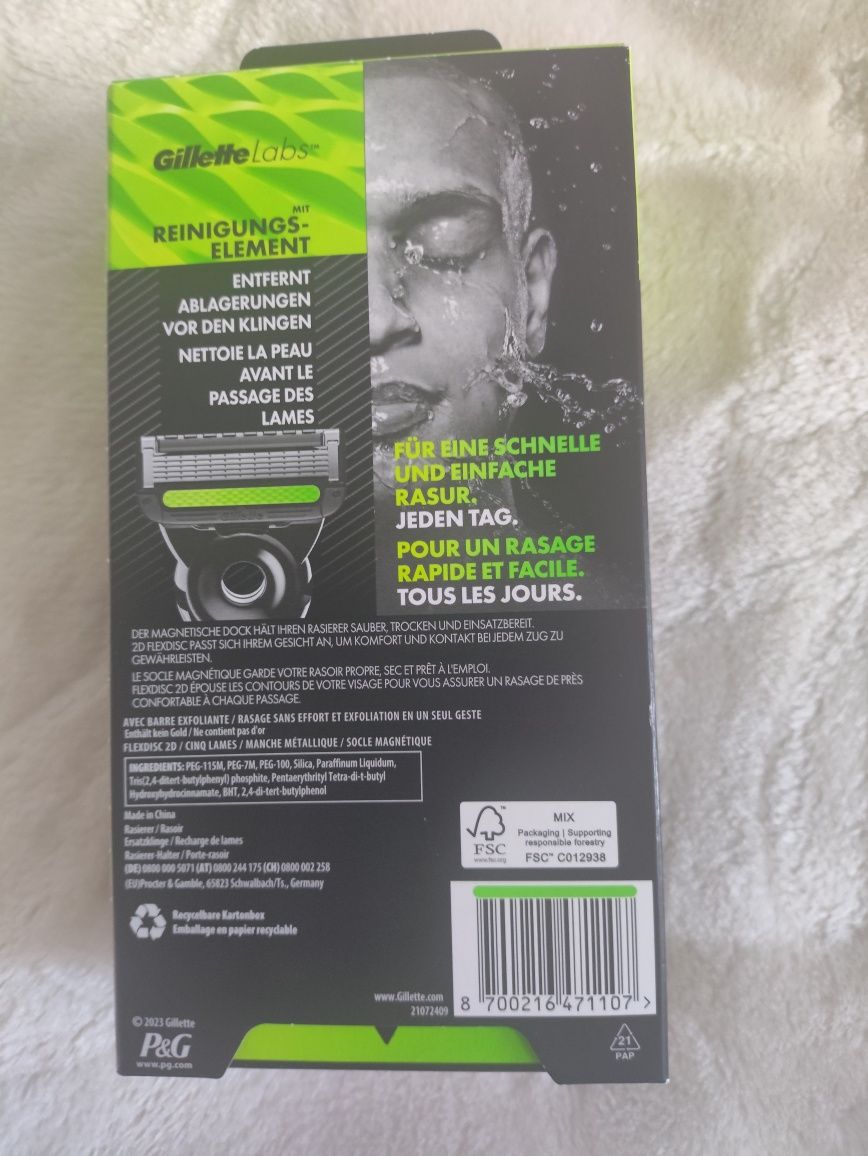 Gillette Labs™
MIT
REINIGUNGS-
ELEMENT
ENTFERNT
ABLAGERUNGEN
VOR DEN KLINGEN
NETTOIE LA PEAU
AVANT LE
PASSAGE DES
LAMES
Gillette
FÜR EINE SCHNELLE
UND EINFACHE
RASUR.
JEDEN TAG.
POUR UN RASAGE
RAPIDE ET FACILE.
TOUS LES JOURS.
DER MAGNETISCHE DOCK HÄLT IHREN RASIERER SAUBER, TROCKEN UND EINSATZBEREIT.
2D FLEXDISC PASST SICH IHREM GESICHT AN, UM KOMFORT UND KONTAKT BEI JEDEM ZUG ZU
GEWÄHRLEISTEN.
LE SOCLE MAGNÉTIQUE GARDE VOTRE RASOIR PROPRE, SEC ET PRÊT À L'EMPLOI.
FLEXDISC 2D ÉPOUSE LES CONTOURS DE VOTRE VISAGE POUR VOUS ASSURER UN RASAGE DE PRÈS
CONFORTABLE À CHAQUE PASSAGE.
AVEC BARRE EXFOLIANTE / RASAGE SANS EFFORT ET EXFOLIATION EN UN SEUL GESTE
Enthält kein Gold / Ne contient pas d'or
FLEXDISC 2D / CINQ LAMES / MANCHE MÉTALLIQUE / SOCLE MAGNÉTIQUE
INGREDIENTS: PEG-115M, PEG-7M, PEG-100, Silica, Paraffinum Liquidum,
Tris(2,4-ditert-butylphenyl) phosphite, Pentaerythrityl Tetra-di-t-butyl
Hydroxyhydrocinnamate, BHT, 2,4-di-tert-butylphenol
Made in China
Rasierer / Rasoir
Ersatzklinge / Recharge de lames
Rasierer-Halter / Porte-rasoir
(DE) 0800 000 5071 (AT) 0800 244 175 (CH) 0800 002 258
(EU)Procter & Gamble, 65823 Schwalbach/Ts., Germany
Recycelbare Kartonbox
Emballage en papier recyclable
FSC
www.fsc.org
MIX
Packaging | Supporting
responsible forestry
FSC™ C012938
www.Gillette.com
21072409
8 700216 471107 >
© 2023 Gillette
P&G
www.pg.com
21
PAP